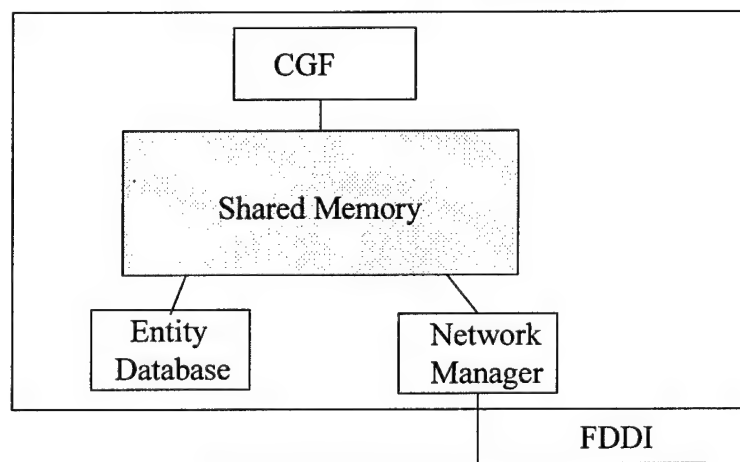 CGF
Shared Memory
Entity
Database
Network
Manager
FDDI